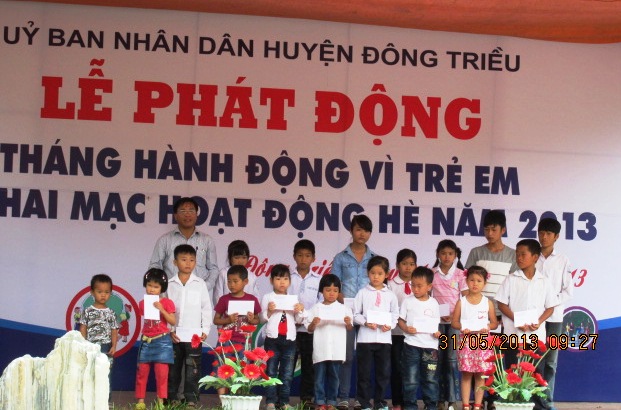 UỶ BAN NHÂN DÂN HUYỆN ĐÔNG TRIỀU
LỄ PHÁT ĐỘNG
THÁNG HÀNH ĐỘNG VÌ TRẺ EM
HAI MẠC HOẠT ĐỘNG HÈ NĂM 2013
Đông
31/05/2013 09:27